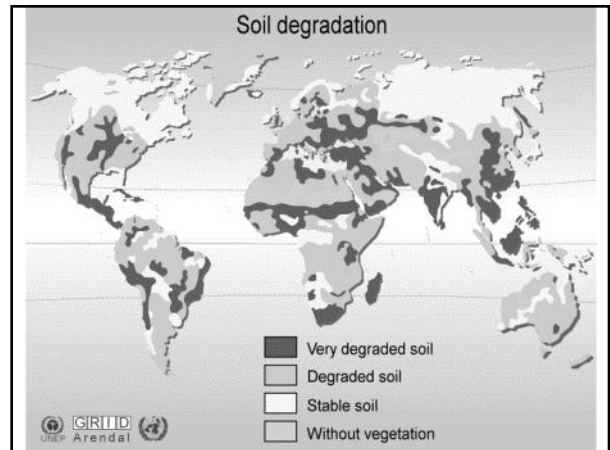 Soil degradation
Very degraded soil
Degraded soil
Stable soil
Without vegetation
UNEP
GRID
Arendal